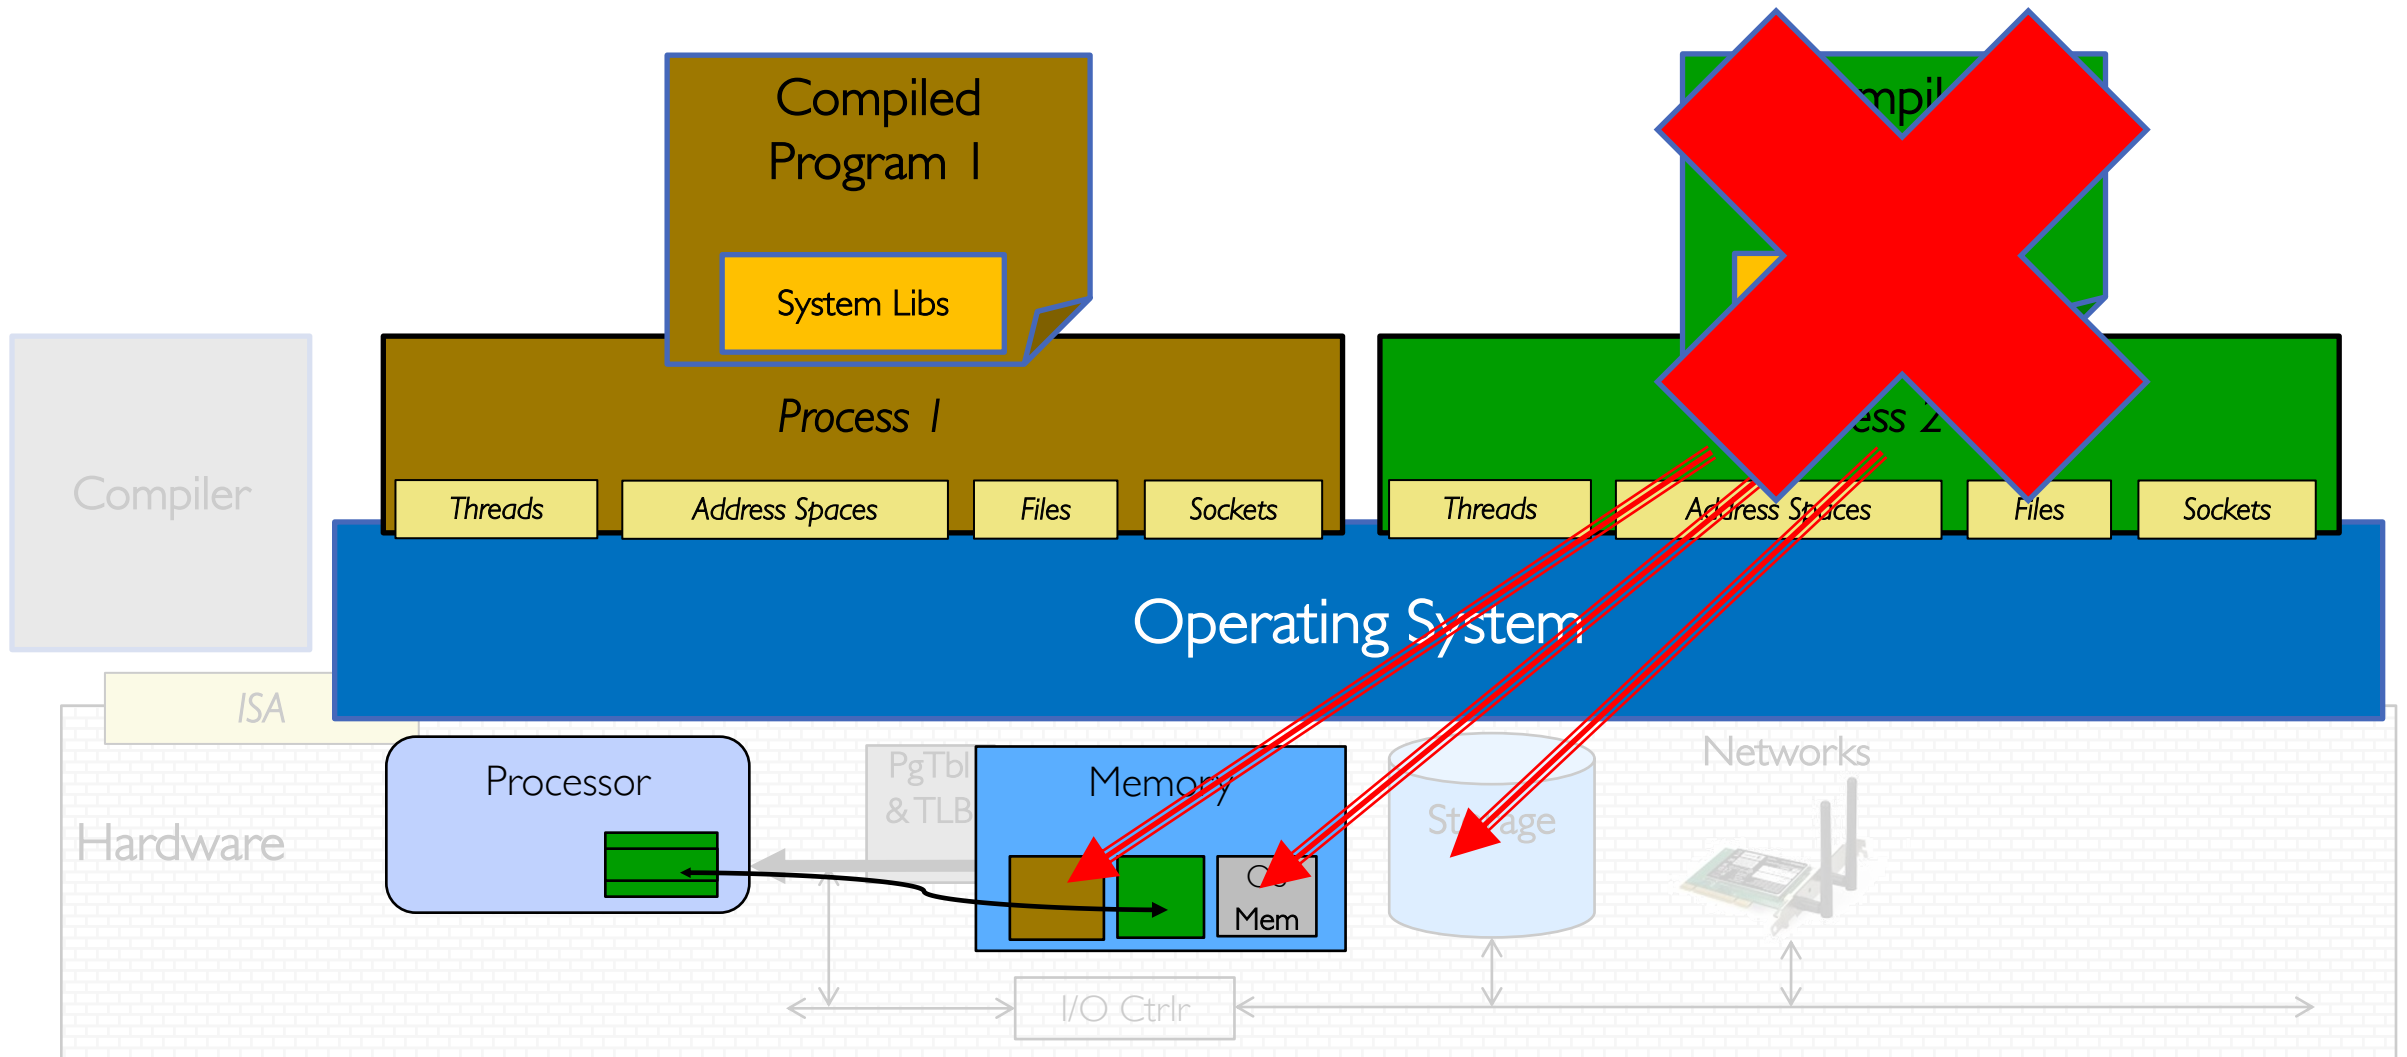 Compiled
Program 1
System Libs
Process 1
Threads
Address Spaces
Files
Sockets
Threads
Address Spaces
Files
Sockets
Compiler
Operating System
ISA
Hardware
Processor
PgTbl
& TLB
Memory
Mem
Storage
Networks
I/O Ctrlr